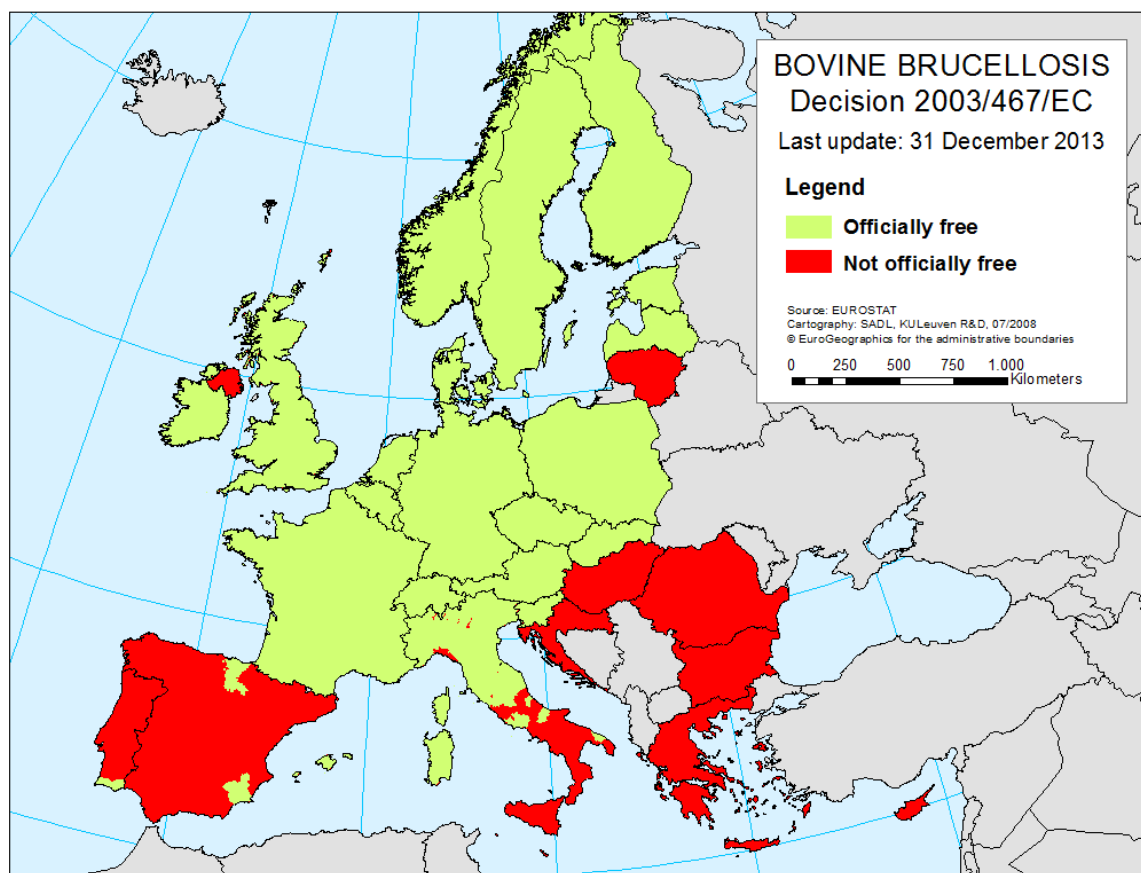 BOVINE BRUCELLOSIS
Decision 2003/467/EC
Last update: 31 December 2013
Legend
Officially free
Not officially free
Source: EUROSTAT
Cartography: SADL, KULeuven R&D, 07/2008
© EuroGeographics for the administrative boundaries
0 250 500 750 1.000
Kilometers